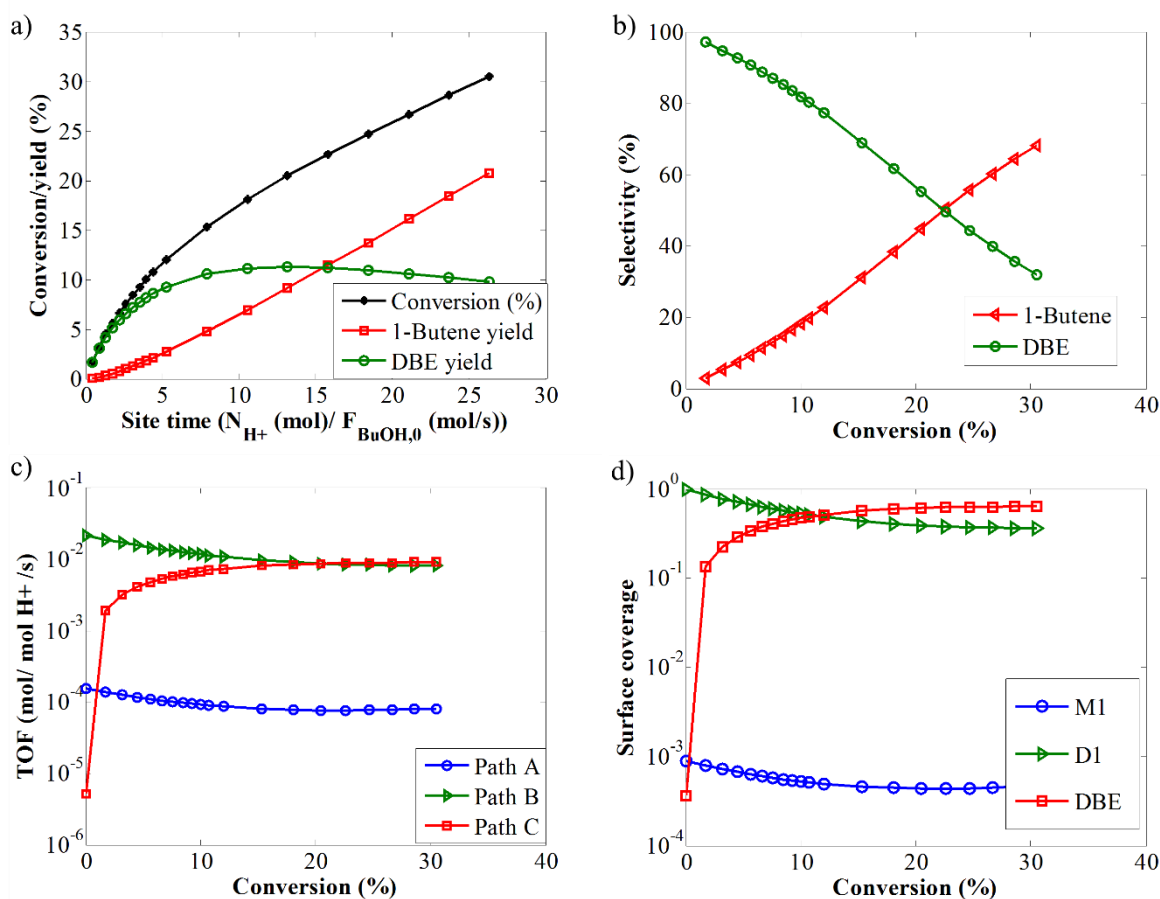 a)
35
30
25
20
15
10
5
0
Conversion/yield (%)
Conversion (%)
1-Butene yield
DBE yield
0 5 10 15 20 25 30
Site time (N_H+ (mol)/ F_BuOH,0 (mol/s))
b)
100
80
60
40
20
0
Selectivity (%)
1-Butene
DBE
0 10 20 30 40
Conversion (%)
c)
10^-1
10^-2
10^-3
10^-4
10^-5
10^-6
TOF (mol/ mol H+ /s)
Path A
Path B
Path C
0 10 20 30 40
Conversion (%)
d)
10^0
10^-1
10^-2
10^-3
10^-4
Surface coverage
M1
D1
DBE
0 10 20 30 40
Conversion (%)